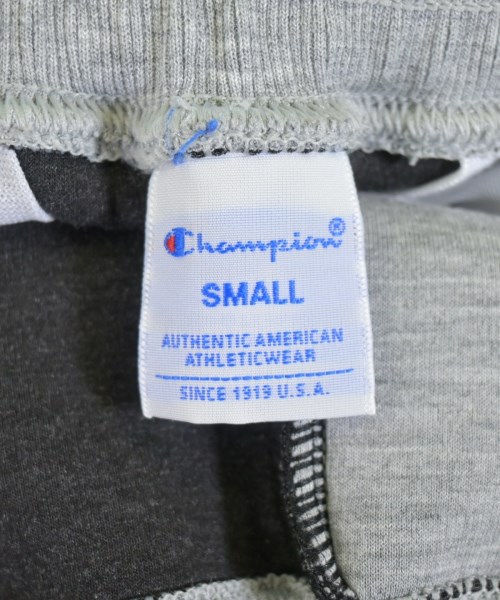 Champion®
SMALL
AUTHENTIC AMERICAN
ATHLETICWEAR
SINCE 1919 U.S.A.